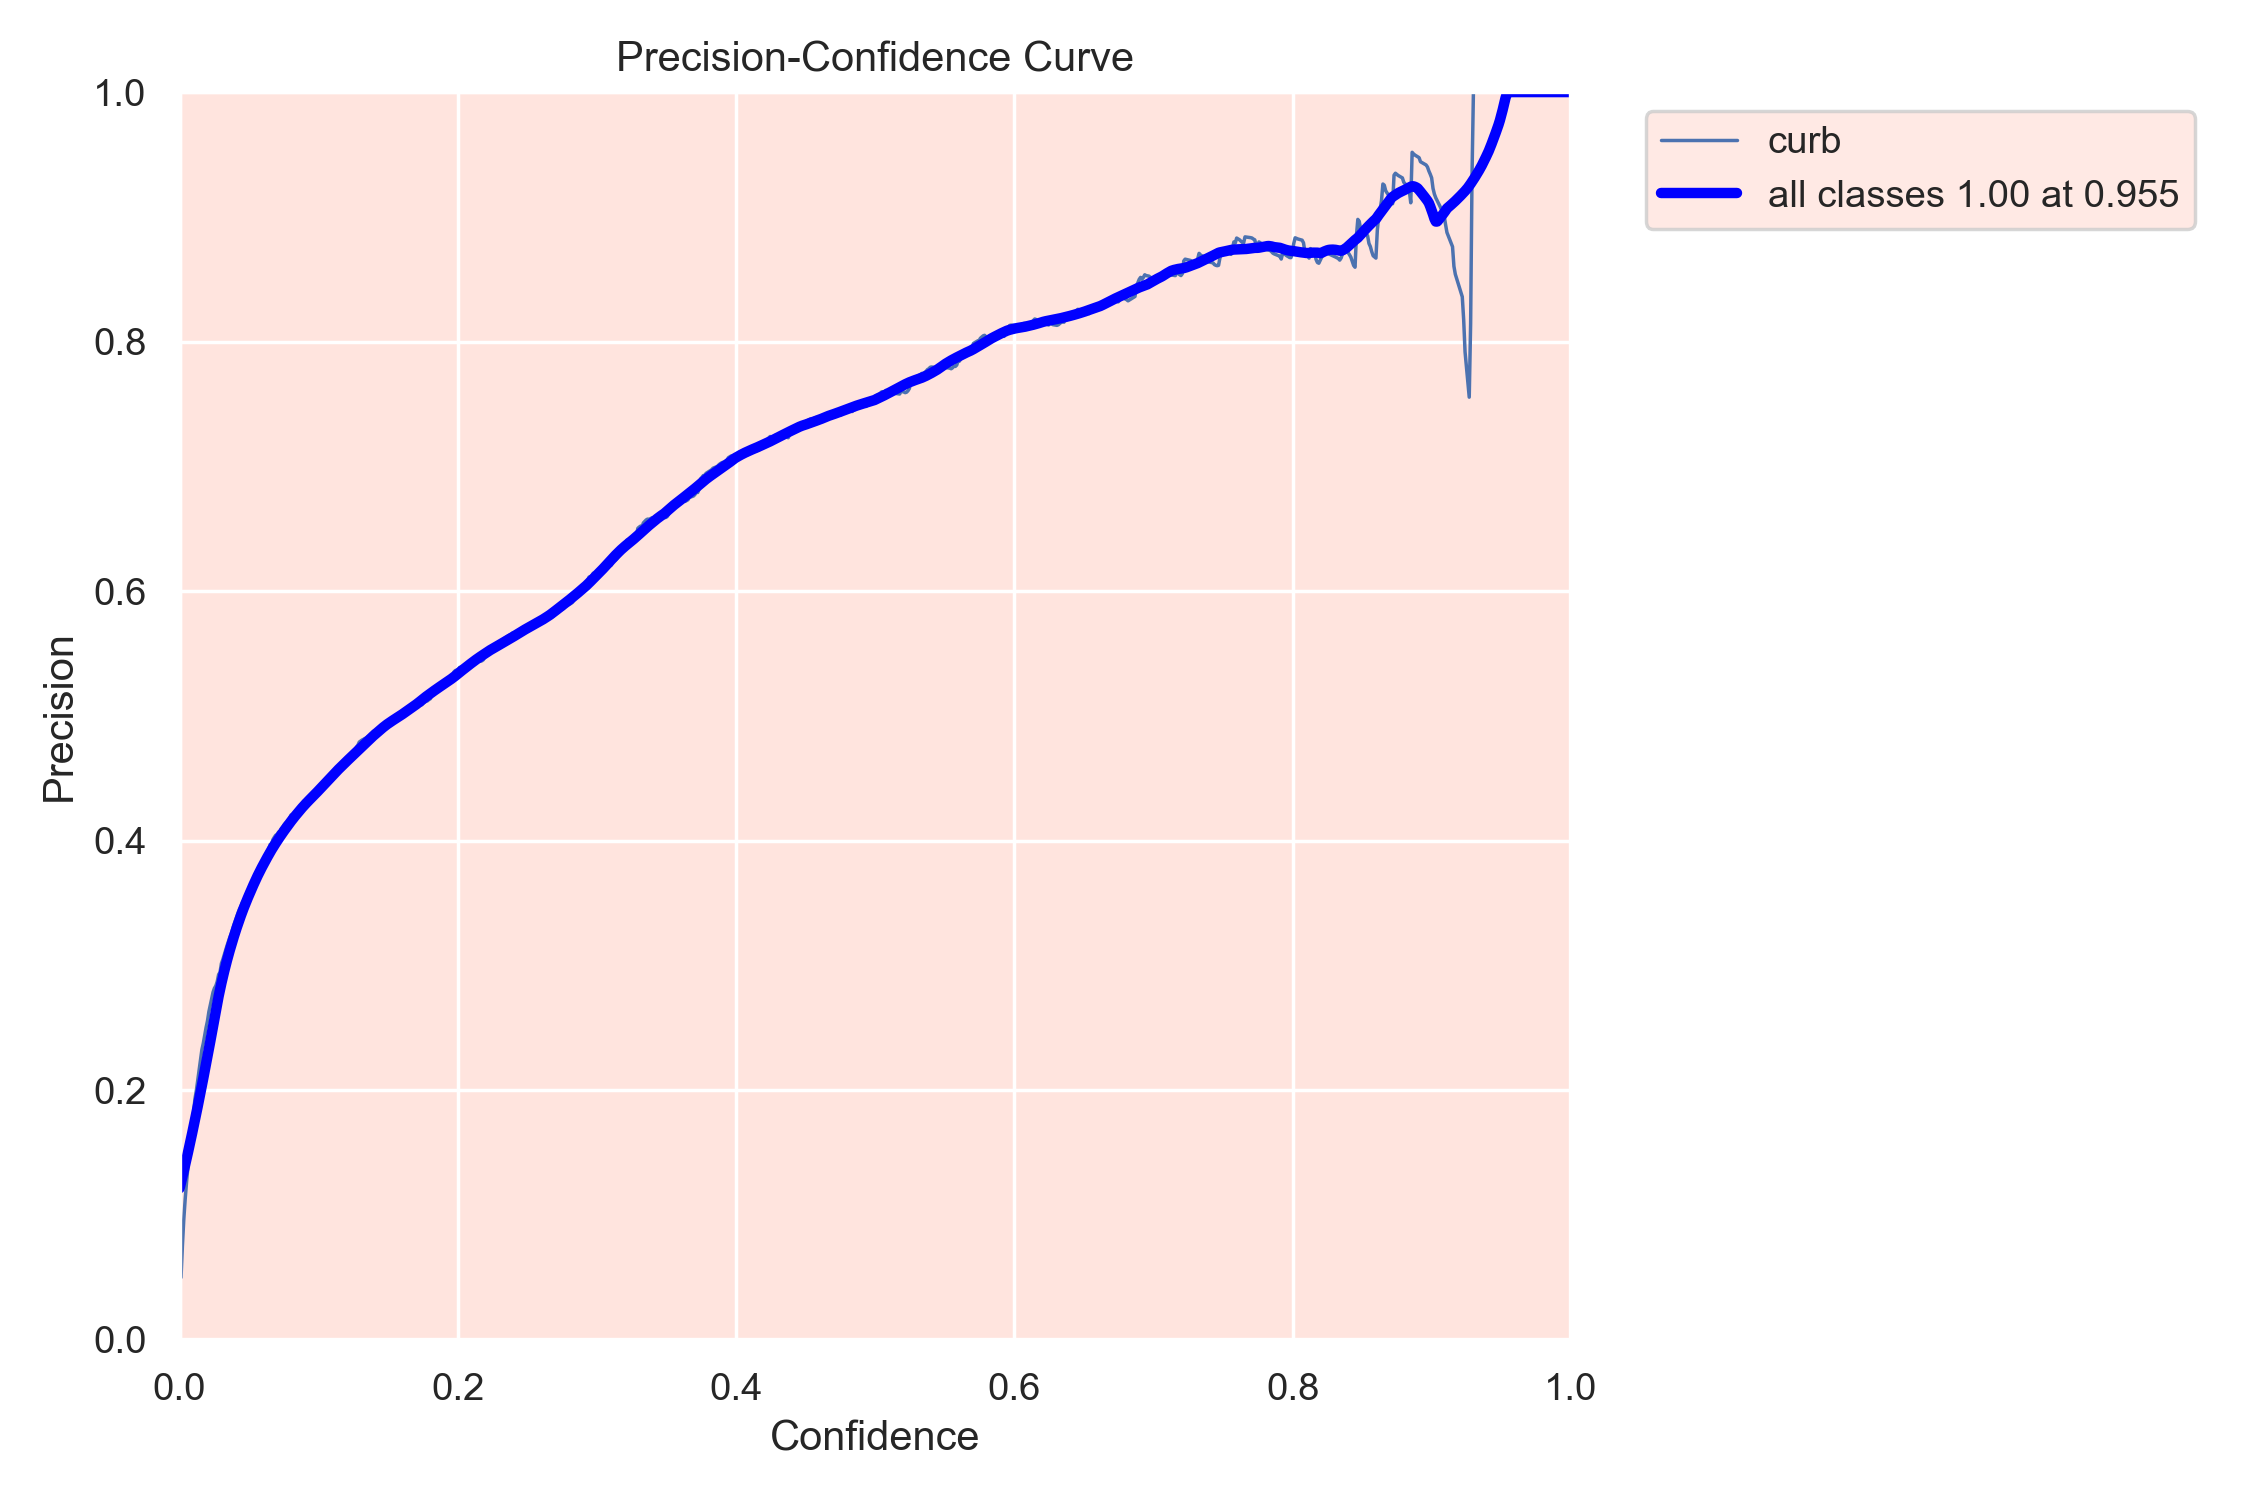 Precision-Confidence Curve
1.0
0.8
0.6
0.4
0.2
0.0
Precision
0.0 0.2 0.4 0.6 0.8 1.0
Confidence
curb
all classes 1.00 at 0.955